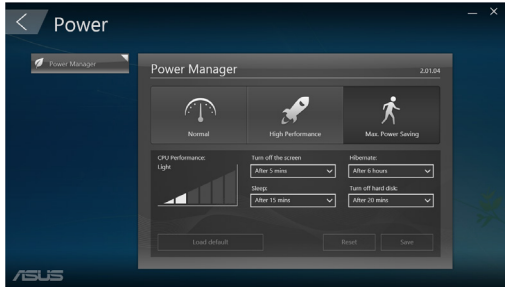 Power
Power Manager
Power Manager
2.01.04
Normal
High Performance
Max. Power Saving
CPU Performance:
Light
Turn off the screen
After 5 mins
Hibernate:
After 6 hours
Sleep:
After 15 mins
Turn off hard disk:
After 20 mins
Load default
Reset
Save
ASUS